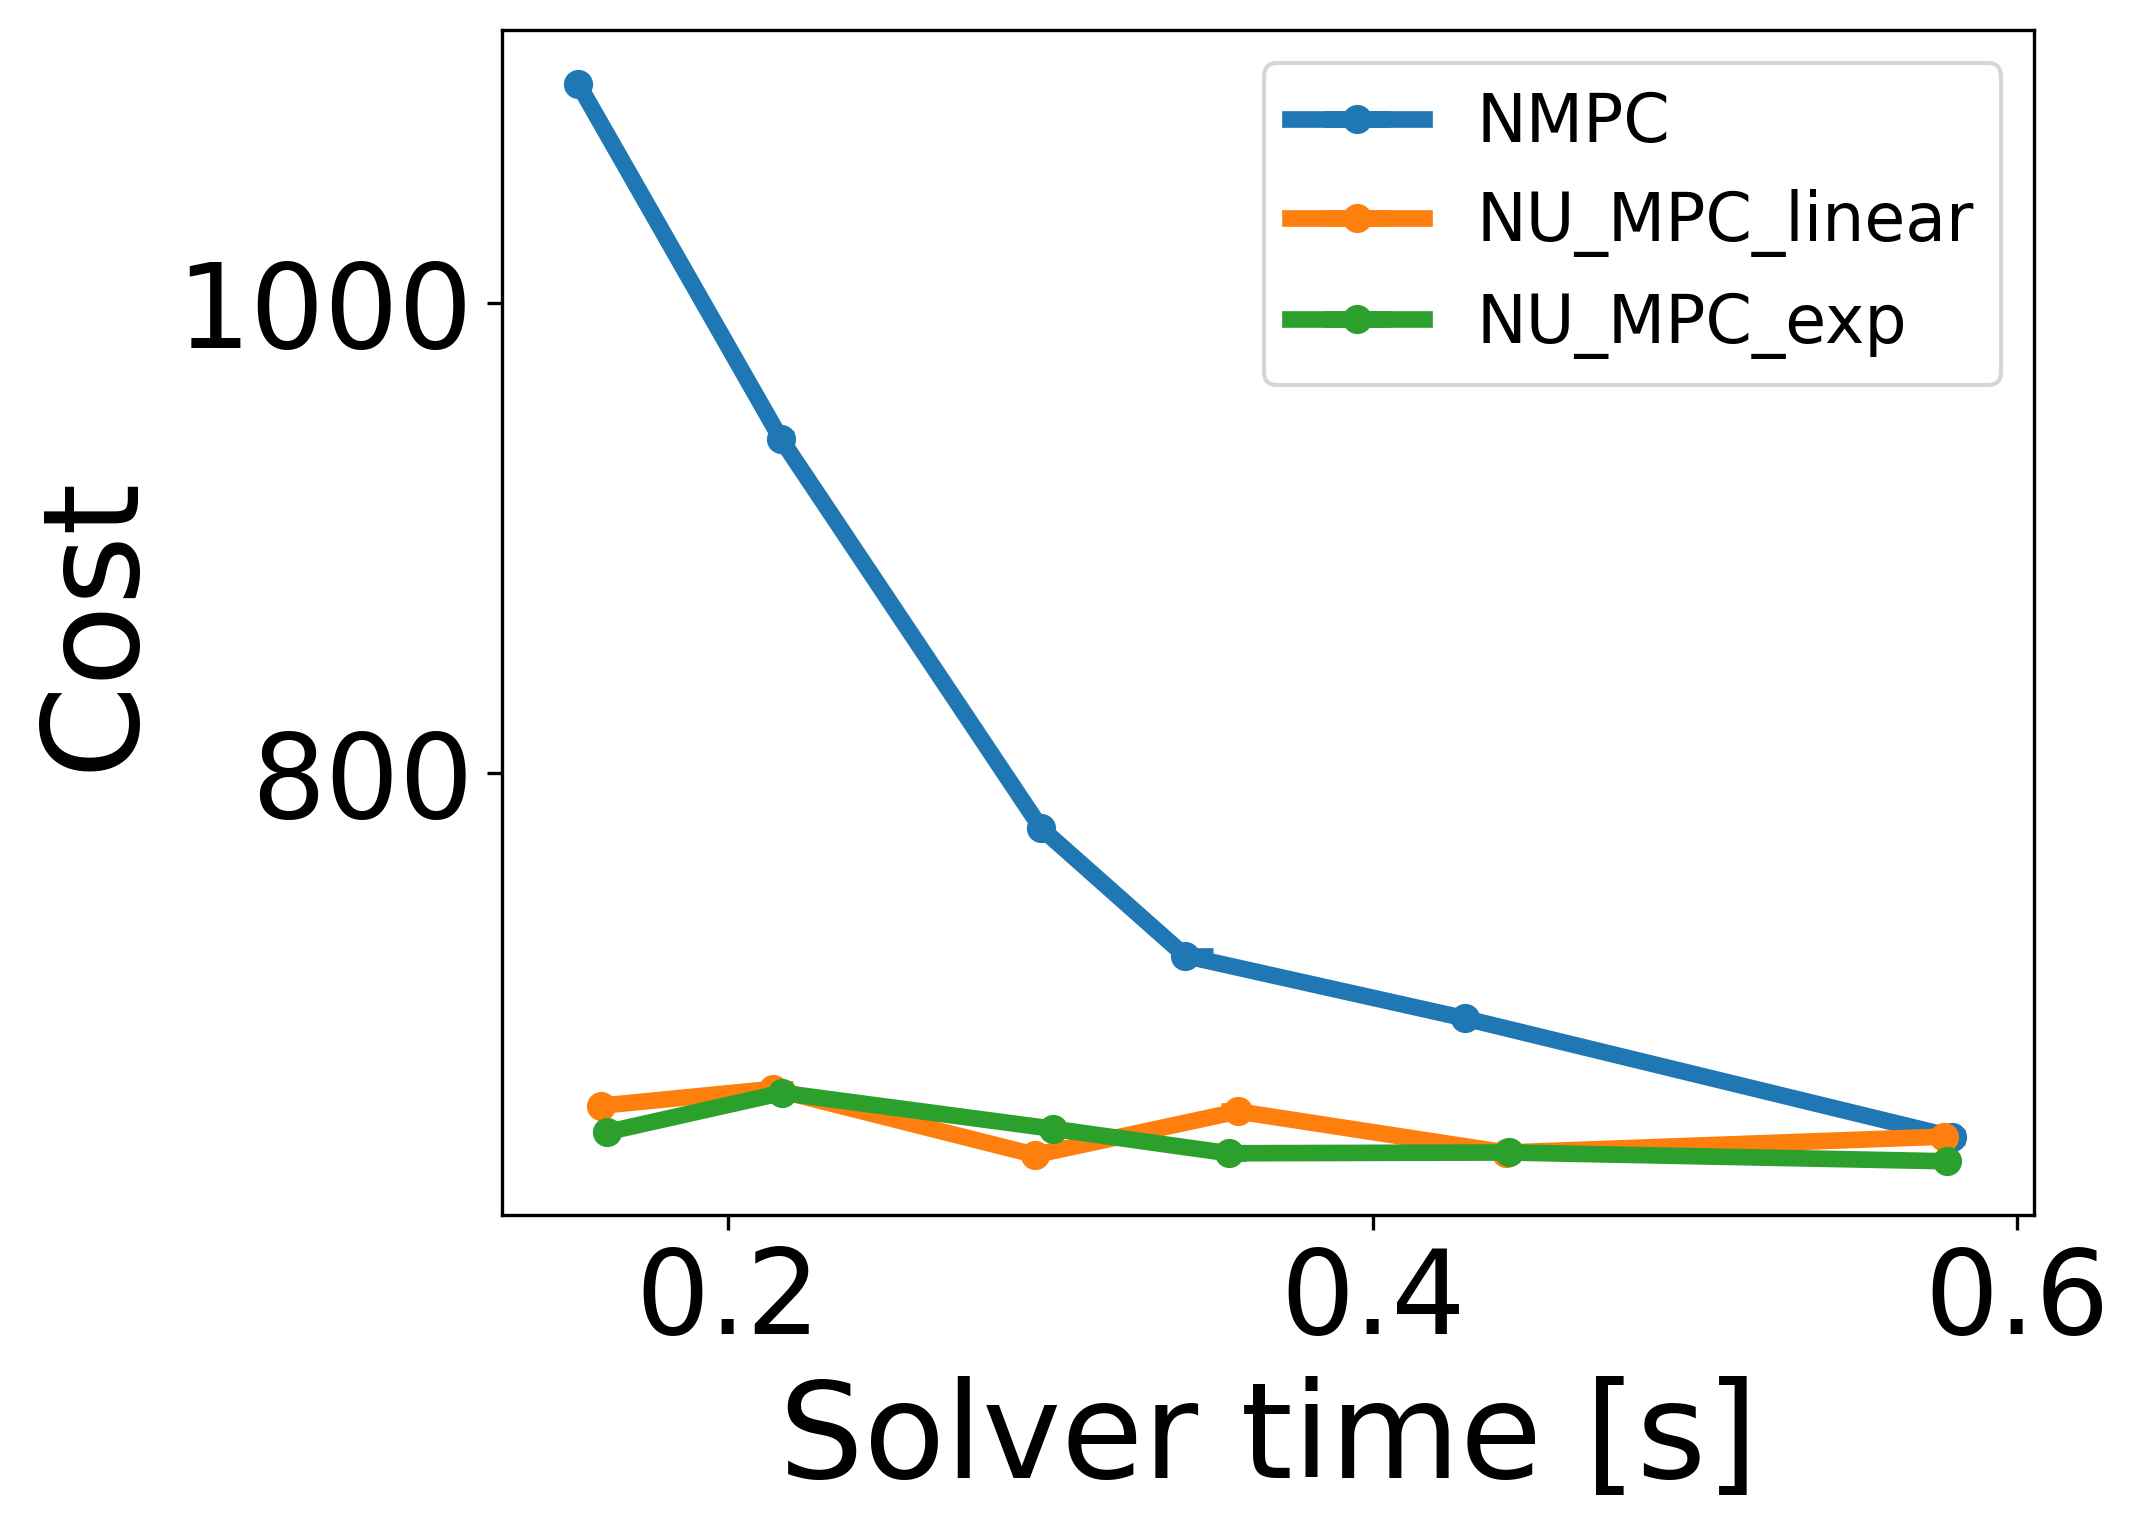 NMPC
NU_MPC_linear
NU_MPC_exp
1000
800
Cost
0.2 0.4 0.6
Solver time [s]